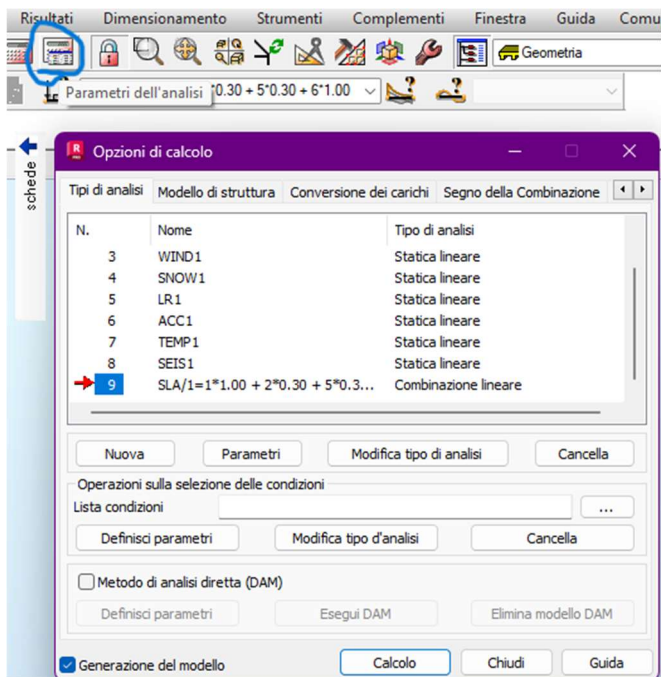 Risultati Dimensionamento Strumenti Complementi Finestra Guida Comu
Geometria
Parametri dell'analisi *0.30 + 5*0.30 + 6*1.00
schede
Opzioni di calcolo
Tipi di analisi Modello di struttura Conversione dei carichi Segno della Combinazione
N. Nome Tipo di analisi
3 WIND1 Statica lineare
4 SNOW1 Statica lineare
5 LR1 Statica lineare
6 ACC1 Statica lineare
7 TEMP1 Statica lineare
8 SEIS1 Statica lineare
9 SLA/1=1*1.00 + 2*0.30 + 5*0.3... Combinazione lineare
Nuova Parametri Modifica tipo di analisi Cancella
Operazioni sulla selezione delle condizioni
Lista condizioni ...
Definisci parametri Modifica tipo d'analisi Cancella
Metodo di analisi diretta (DAM)
Definisci parametri Esegui DAM Elimina modello DAM
Generazione del modello Calcolo Chiudi Guida